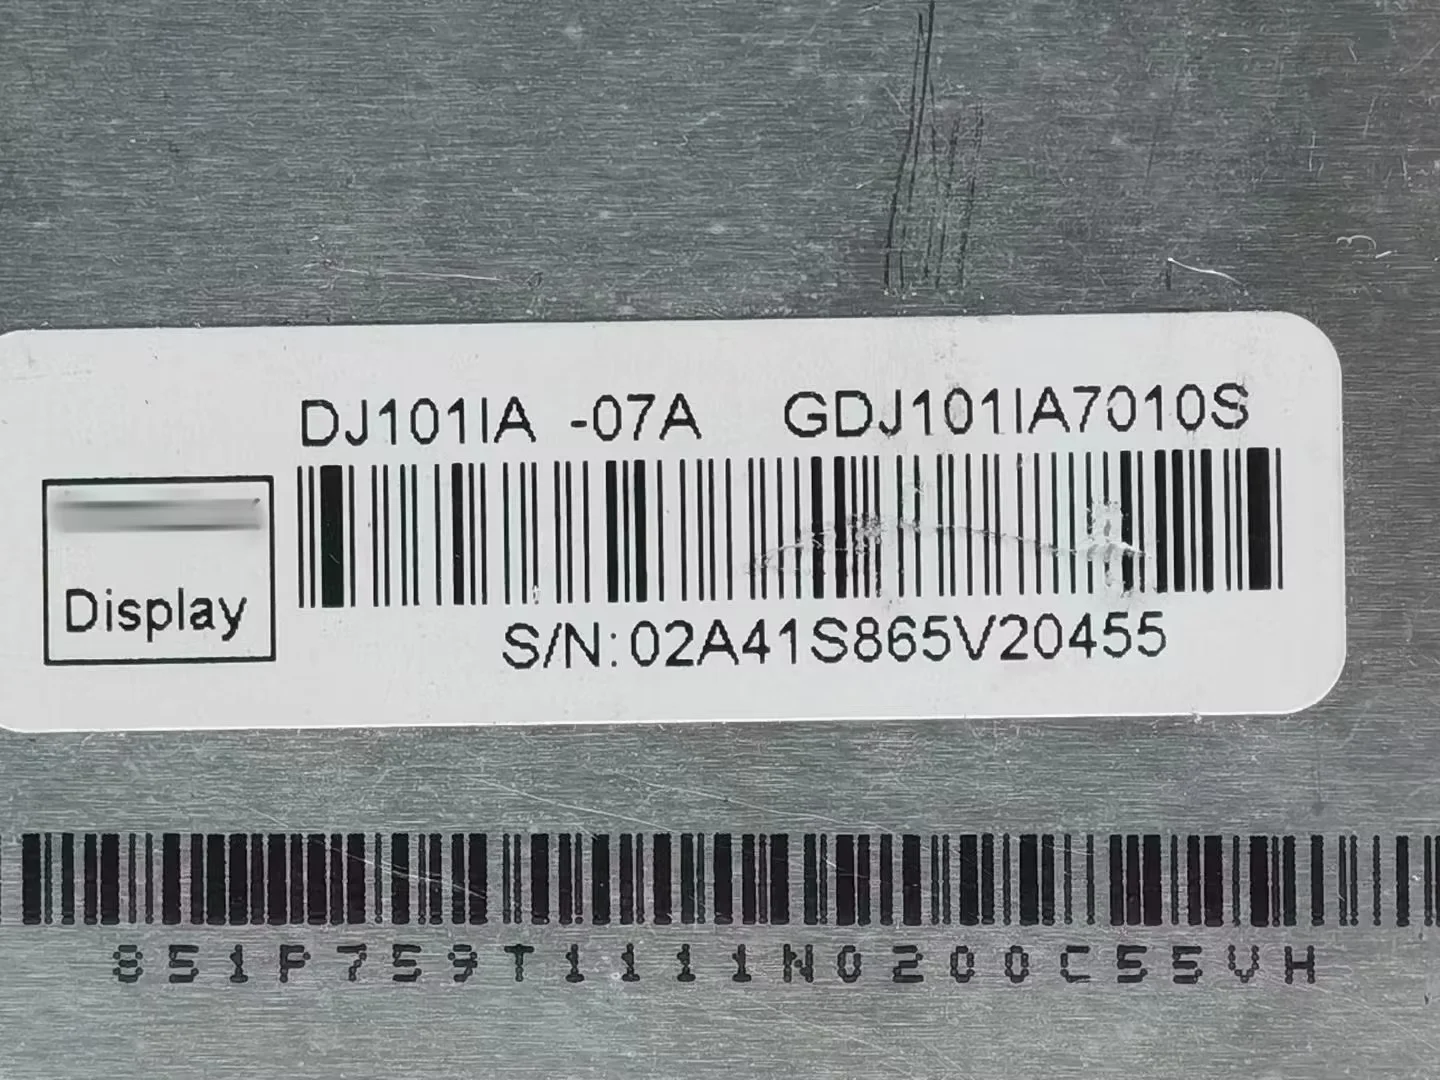 DJ101IA -07A GDJ101IA7010S
Display
S/N:02A41S865V20455
851P759T1111N0200C55VH